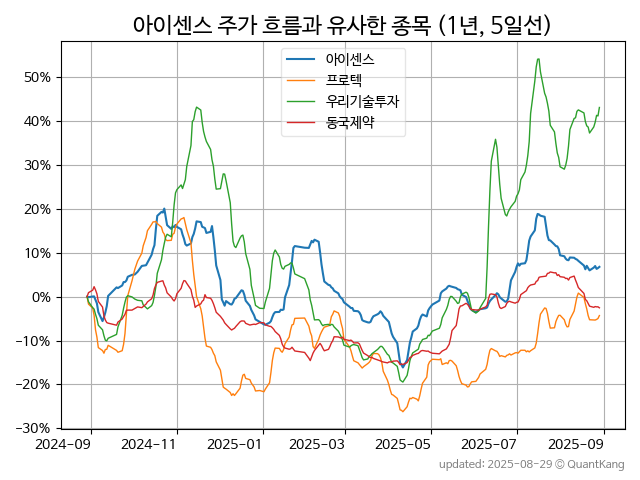 아이센스 주가 흐름과 유사한 종목 (1년, 5일선)
아이센스
프로텍
우리기술투자
동국제약
50%
40%
30%
20%
10%
0%
−10%
−20%
−30%
2024-09
2024-11
2025-01
2025-03
2025-05
2025-07
2025-09
updated: 2025-08-29 © QuantKang